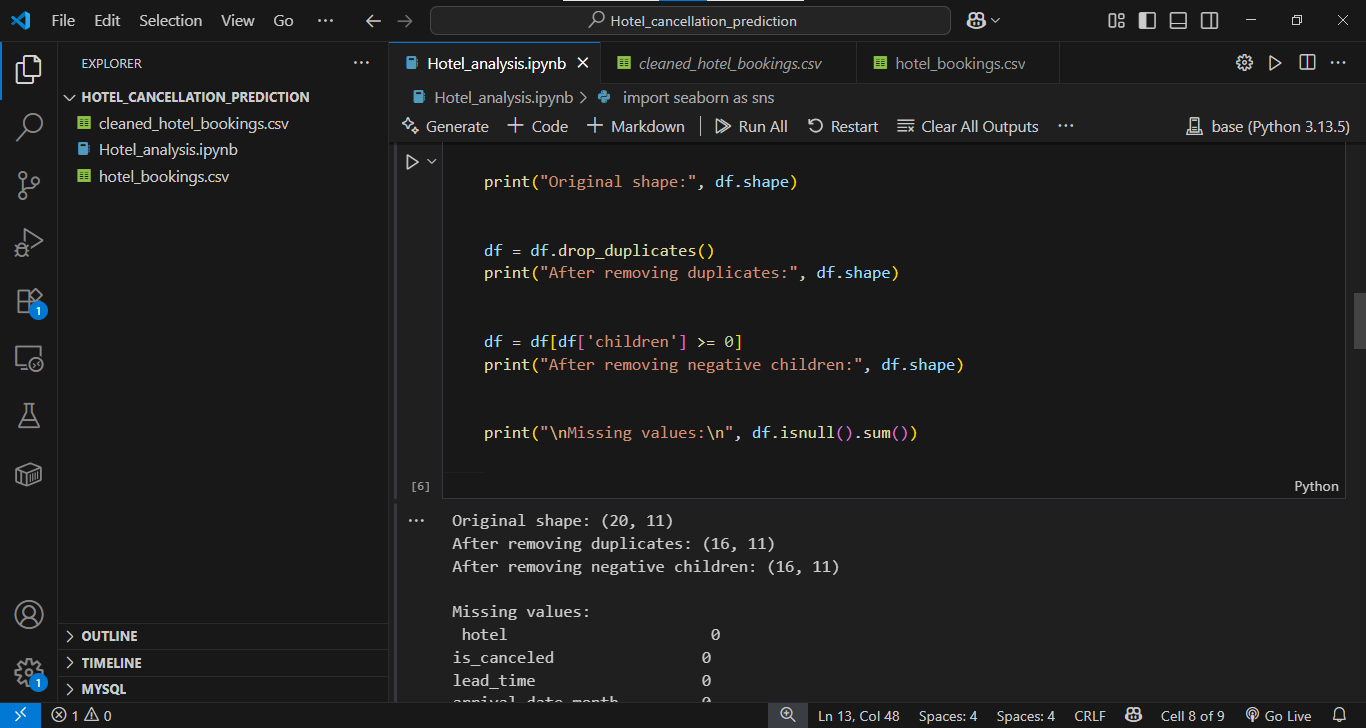 File Edit Selection View Go ··· Hotel_cancellation_prediction
EXPLORER ···
HOTEL_CANCELLATION_PREDICTION
cleaned_hotel_bookings.csv
Hotel_analysis.ipynb
hotel_bookings.csv
OUTLINE
TIMELINE
MYSQL
1
1
Hotel_analysis.ipynb cleaned_hotel_bookings.csv hotel_bookings.csv
Hotel_analysis.ipynb > import seaborn as sns
Generate + Code + Markdown | Run All Restart Clear All Outputs ··· base (Python 3.13.5)
print("Original shape:", df.shape)
df = df.drop_duplicates()
print("After removing duplicates:", df.shape)
df = df[df['children'] >= 0]
print("After removing negative children:", df.shape)
print("\nMissing values:\n", df.isnull().sum())
[6] Python
··· Original shape: (20, 11)
After removing duplicates: (16, 11)
After removing negative children: (16, 11)
Missing values:
hotel 0
is_canceled 0
lead_time 0
arrival_date_month 0
1 0 Ln 13, Col 48 Spaces: 4 Spaces: 4 CRLF Cell 8 of 9 Go Live